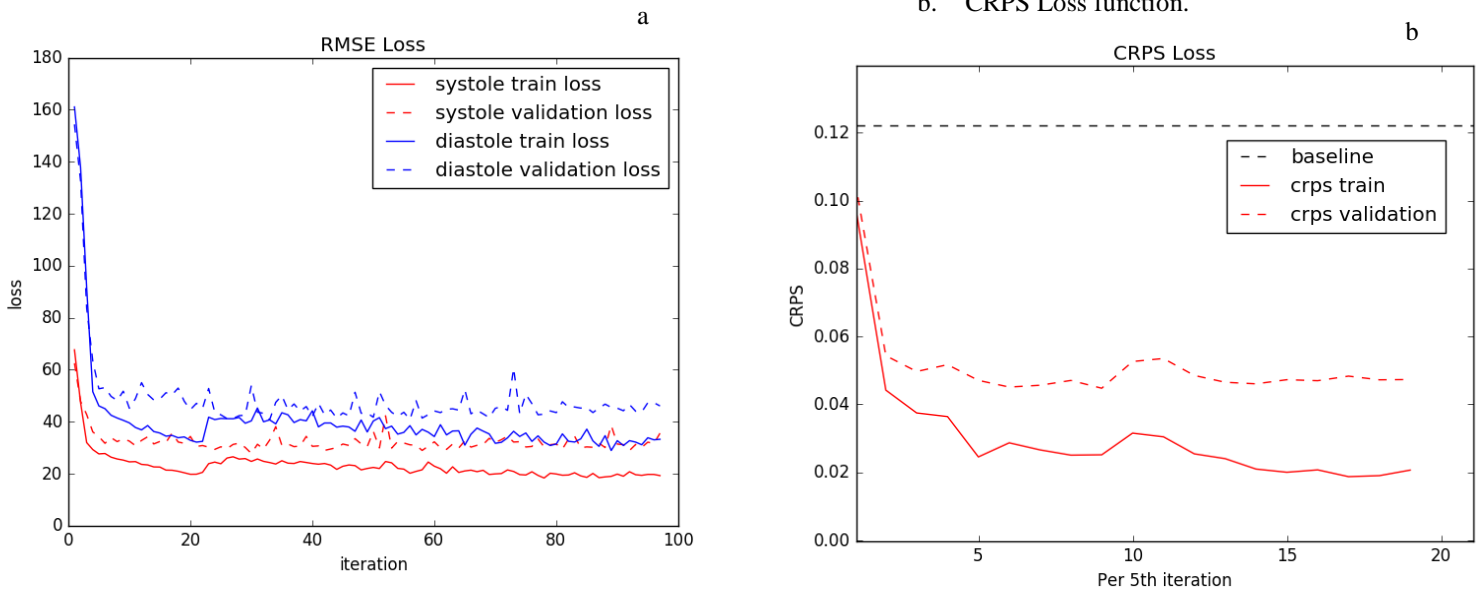 b. CRPS Loss function.
a
RMSE Loss
180
160
140
120
100
80
60
40
20
0
loss
systole train loss
systole validation loss
diastole train loss
diastole validation loss
0 20 40 60 80 100
iteration
b
CRPS Loss
0.12
0.10
0.08
0.06
0.04
0.02
0.00
CRPS
baseline
crps train
crps validation
5 10 15 20
Per 5th iteration